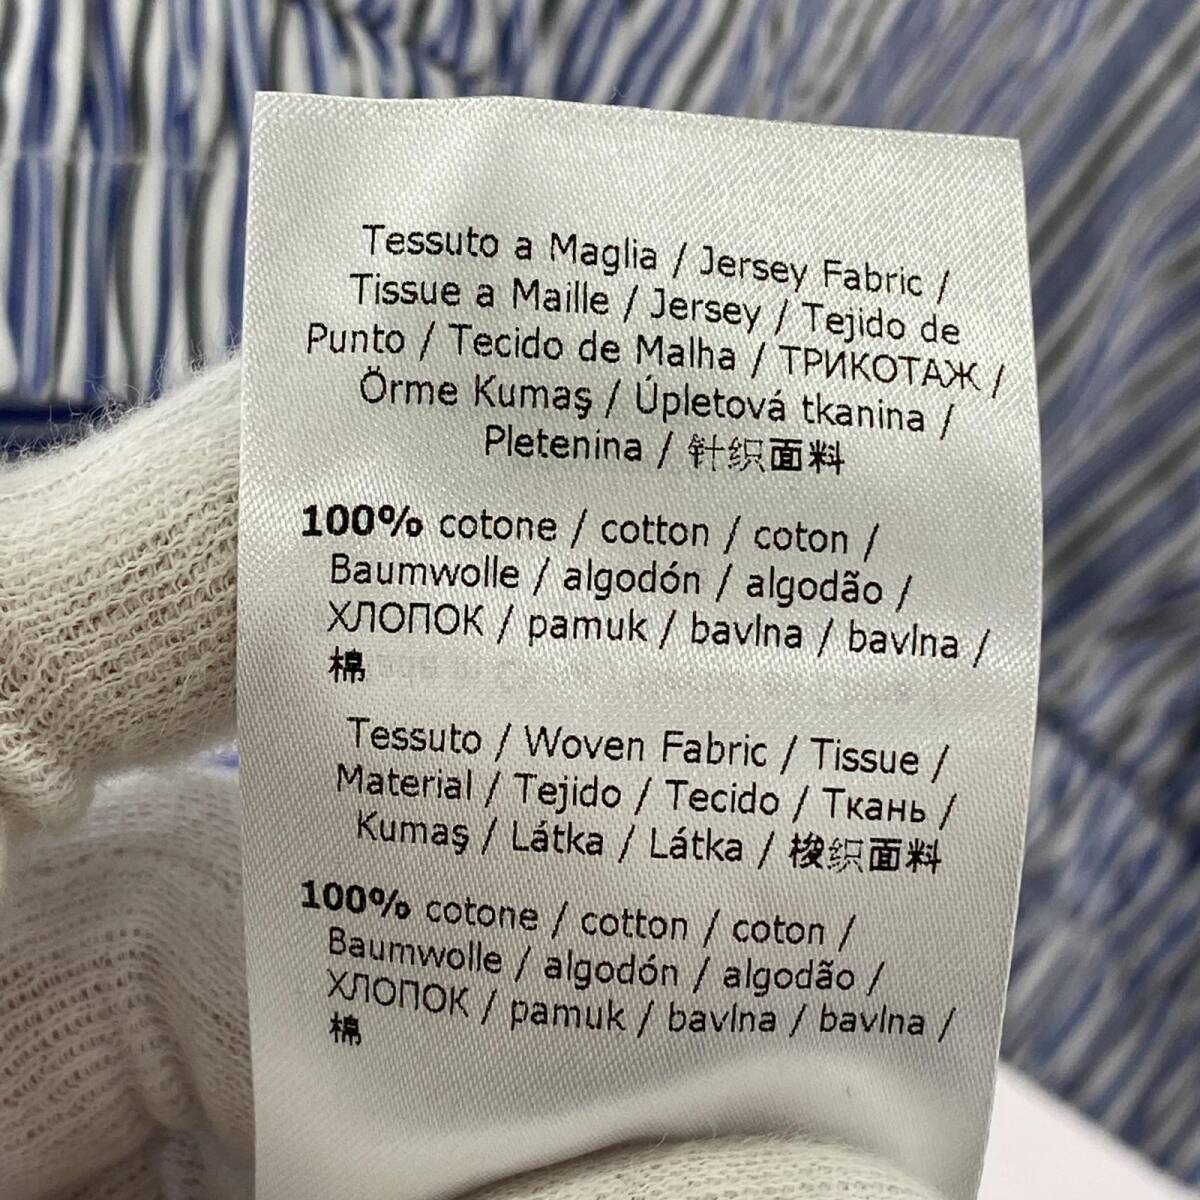 Tessuto a Maglia / Jersey Fabric /
Tissue a Maille / Jersey / Tejido de
Punto / Tecido de Malha / ТРИКОТАЖ /
Örme Kumaş / Úpletová tkanina /
Pletenina / 针织面料
100% cotone / cotton / coton /
Baumwolle / algodón / algodão /
ХЛОПОК / pamuk / bavlna / bavlna /
棉
Tessuto / Woven Fabric / Tissue /
Material / Tejido / Tecido / Ткань /
Kumaş / Látka / Látka / 梭织面料
100% cotone / cotton / coton /
Baumwolle / algodón / algodão /
ХЛОПОК / pamuk / bavlna / bavlna /
棉